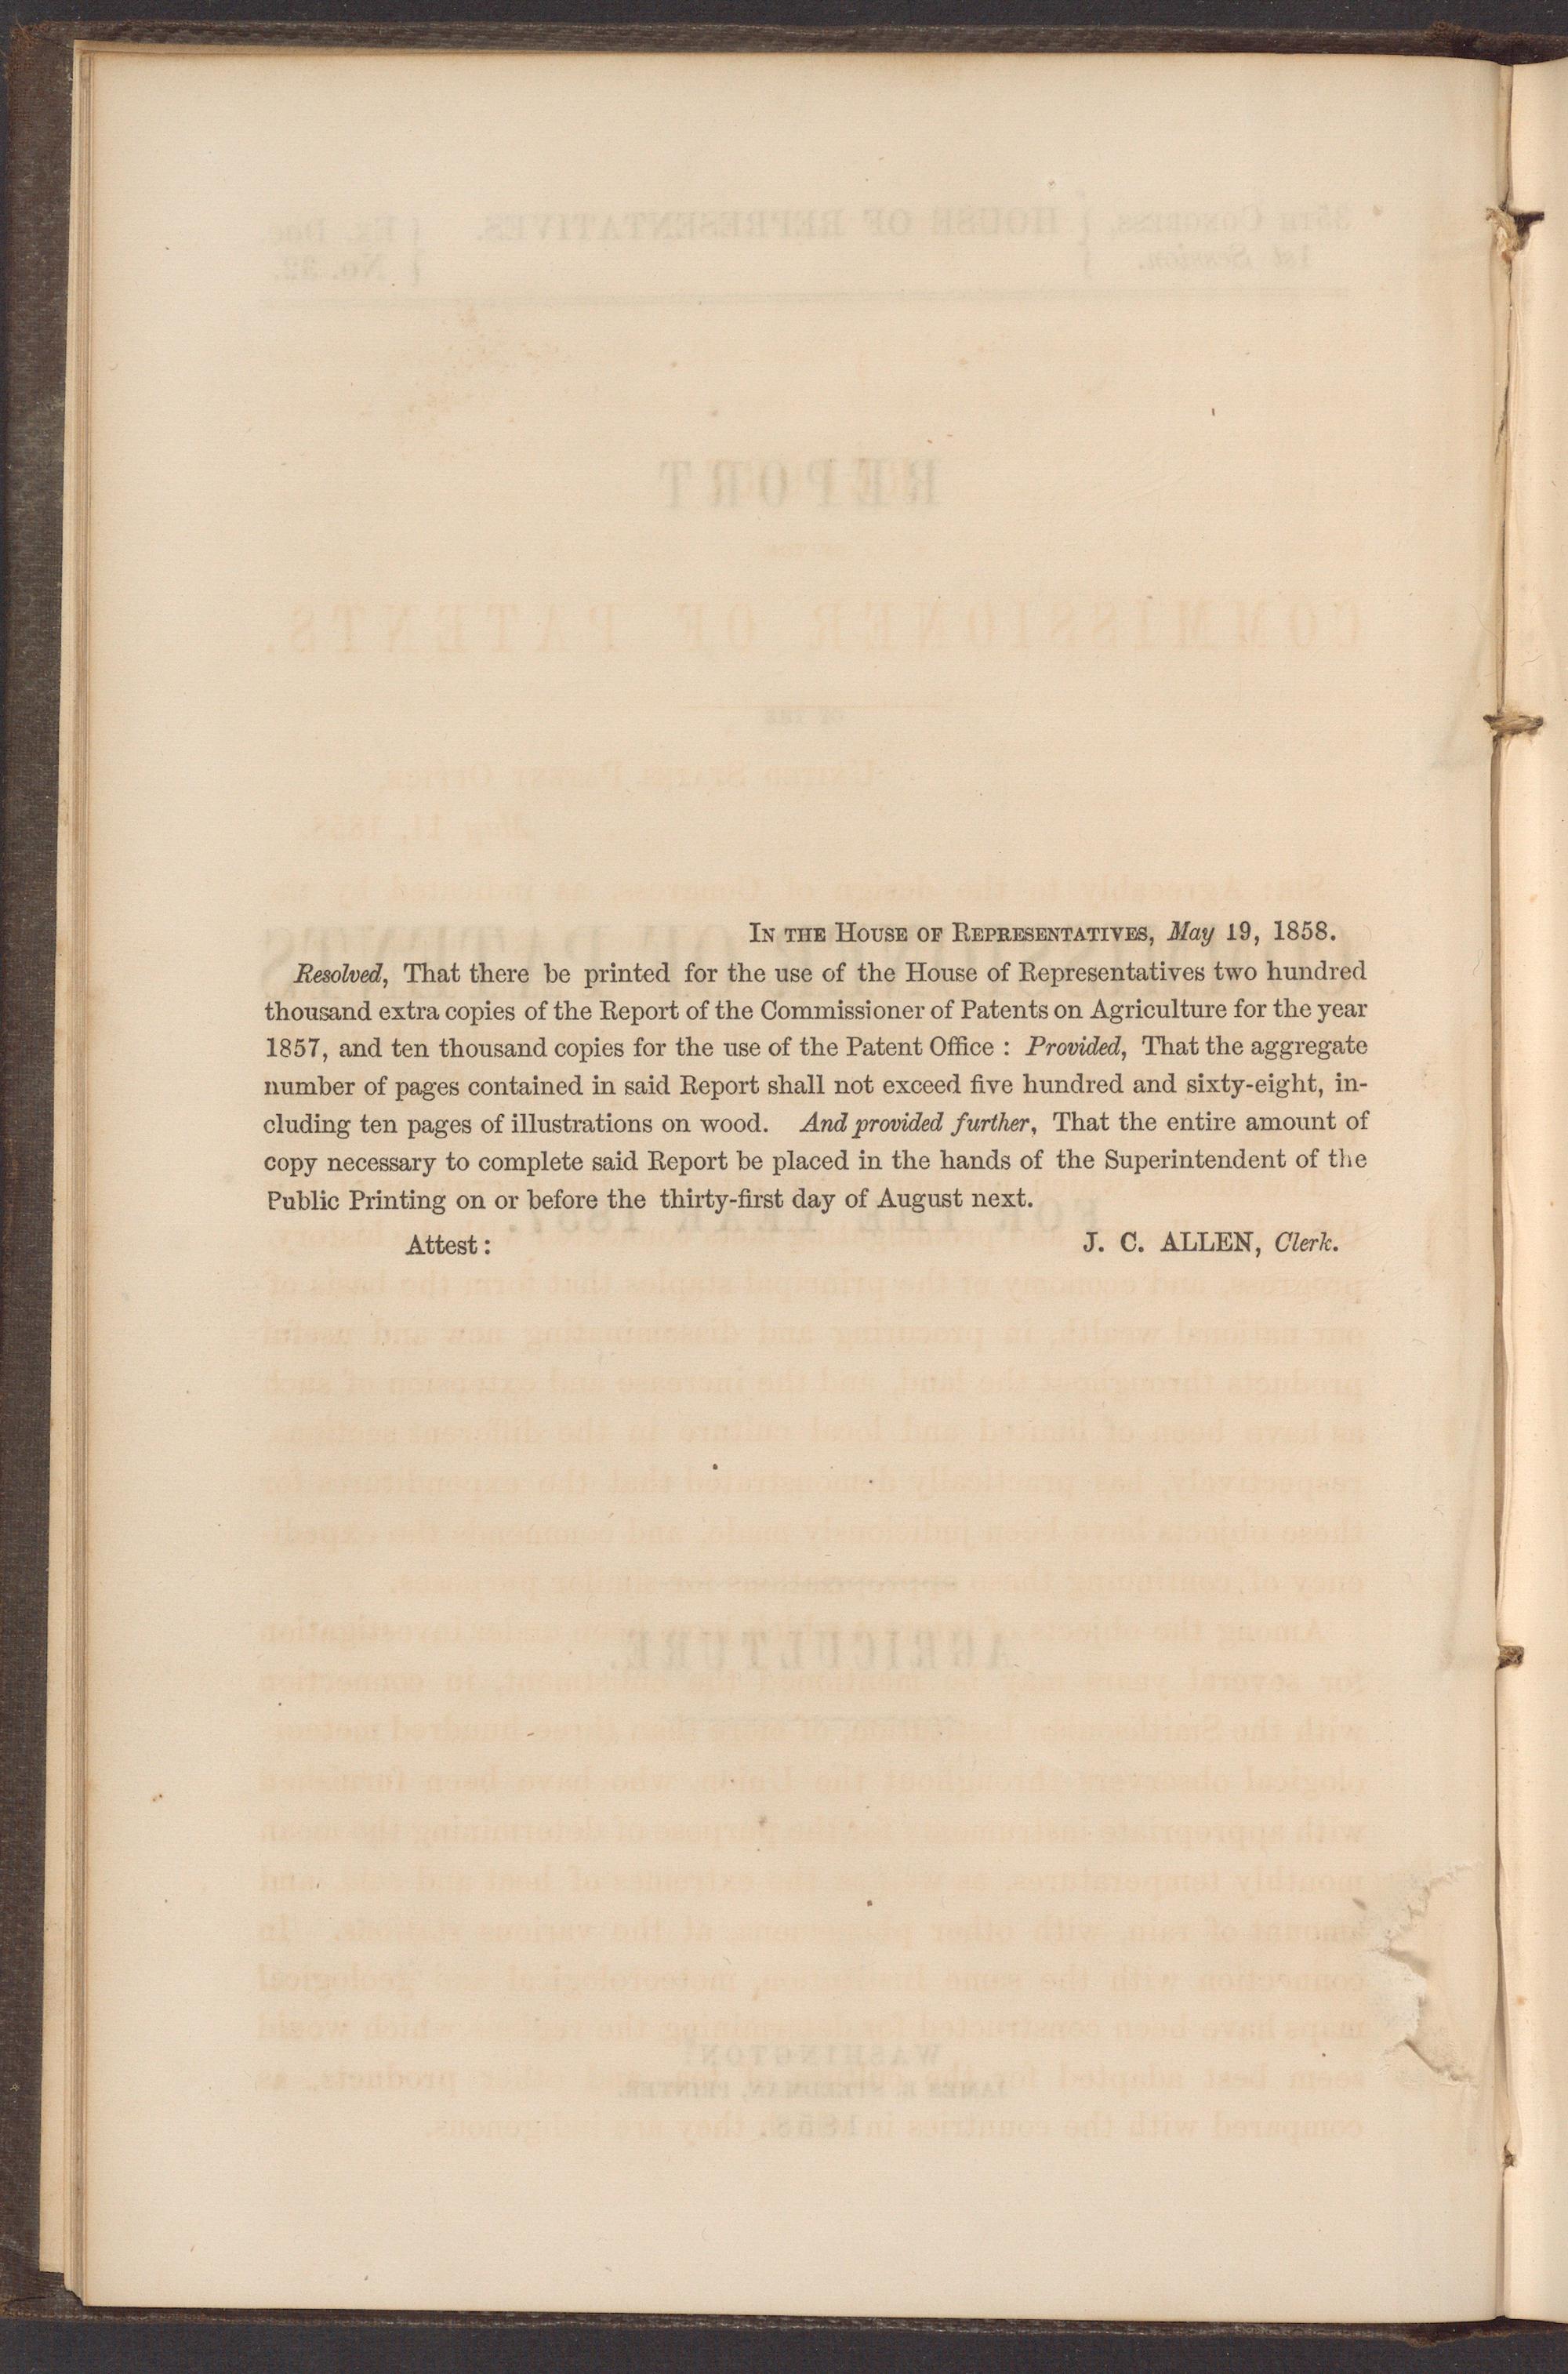 In the House of Representatives, May 19, 1858.
Resolved, That there be printed for the use of the House of Representatives two hundred
thousand extra copies of the Report of the Commissioner of Patents on Agriculture for the year
1857, and ten thousand copies for the use of the Patent Office : Provided, That the aggregate
number of pages contained in said Report shall not exceed five hundred and sixty-eight, in-
cluding ten pages of illustrations on wood. And provided further, That the entire amount of
copy necessary to complete said Report be placed in the hands of the Superintendent of the
Public Printing on or before the thirty-first day of August next.
Attest : J. C. ALLEN, Clerk.